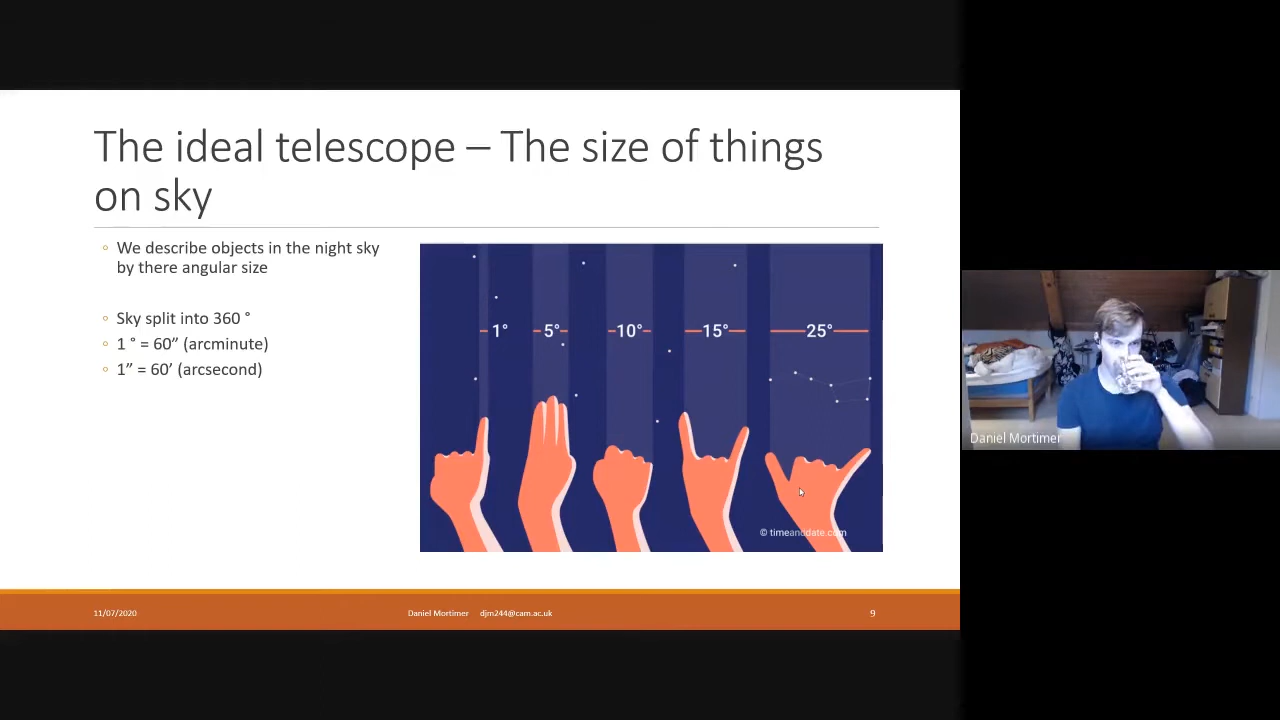 The ideal telescope – The size of things
on sky
◦ We describe objects in the night sky
by there angular size
◦ Sky split into 360 °
◦ 1 ° = 60” (arcminute)
◦ 1” = 60’ (arcsecond)
1° 5° 10° 15° 25°
© timeanddate.com
Daniel Mortimer
11/07/2020 Daniel Mortimer djm244@cam.ac.uk 9